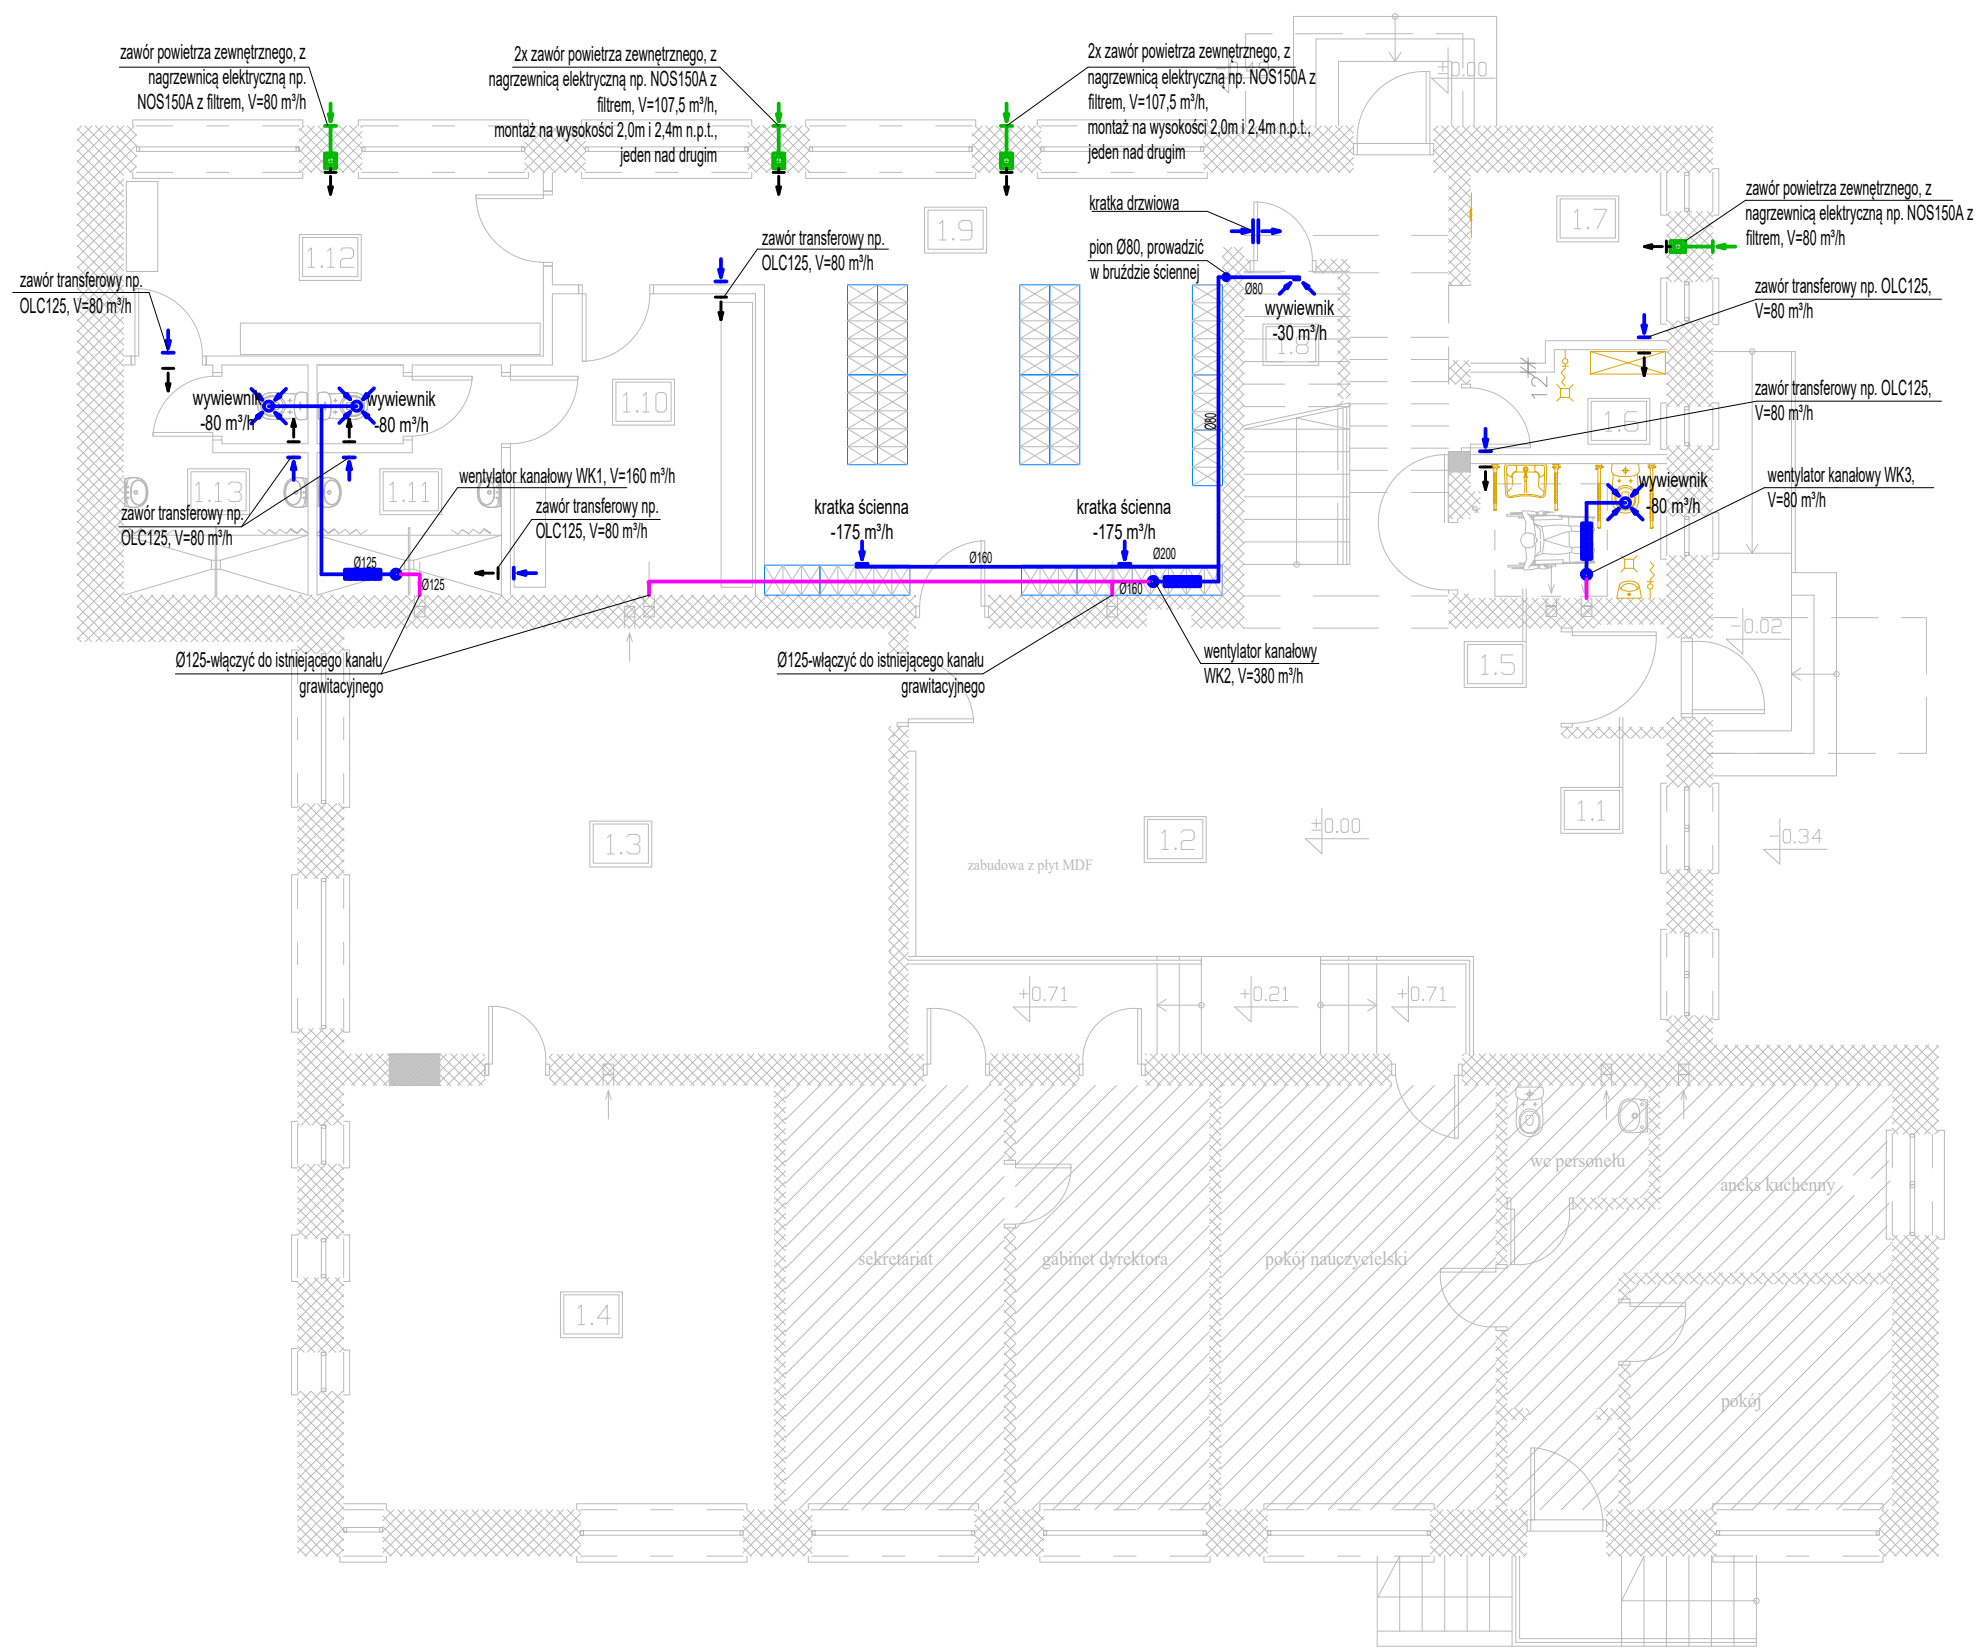 zawór powietrza zewnętrznego, z
nagrzewnicą elektryczną np.
NOS150A z filtrem, V=80 m³/h
2x zawór powietrza zewnętrznego, z
nagrzewnicą elektryczną np. NOS150A z
filtrem, V=107,5 m³/h,
montaż na wysokości 2,0m i 2,4m n.p.t.,
jeden nad drugim
2x zawór powietrza zewnętrznego, z
nagrzewnicą elektryczną np. NOS150A z
filtrem, V=107,5 m³/h,
montaż na wysokości 2,0m i 2,4m n.p.t.,
jeden nad drugim
±0.00
zawór powietrza zewnętrznego, z
nagrzewnicą elektryczną np. NOS150A z
filtrem, V=80 m³/h
kratka drzwiowa
pion Ø80, prowadzić
w bruździe ściennej
1.7
1.9
1.12
zawór transferowy np.
OLC125, V=80 m³/h
zawór transferowy np.
OLC125, V=80 m³/h
Ø80
wywiewnik
-30 m³/h
1.8
zawór transferowy np. OLC125,
V=80 m³/h
12
zawór transferowy np. OLC125,
V=80 m³/h
1.6
1.10
wywiewnik
-80 m³/h
wywiewnik
-80 m³/h
Ø80
wentylator kanałowy WK1, V=160 m³/h
wentylator kanałowy WK3,
V=80 m³/h
wywiewnik
-80 m³/h
1.13
1.11
zawór transferowy np.
OLC125, V=80 m³/h
zawór transferowy np.
OLC125, V=80 m³/h
kratka ścienna
-175 m³/h
kratka ścienna
-175 m³/h
Ø125
Ø125
Ø160
Ø200
Ø160
Ø125-włączyć do istniejącego kanału
grawitacyjnego
Ø125-włączyć do istniejącego kanału
grawitacyjnego
wentylator kanałowy
WK2, V=380 m³/h
1.5
-0.02
1.3
1.2
±0.00
1.1
-0.34
zabudowa z płyt MDF
+0.71
+0.21
+0.71
wc personelu
aneks kuchenny
sekretariat
gabinet dyrektora
pokój nauczycielski
1.4
pokój